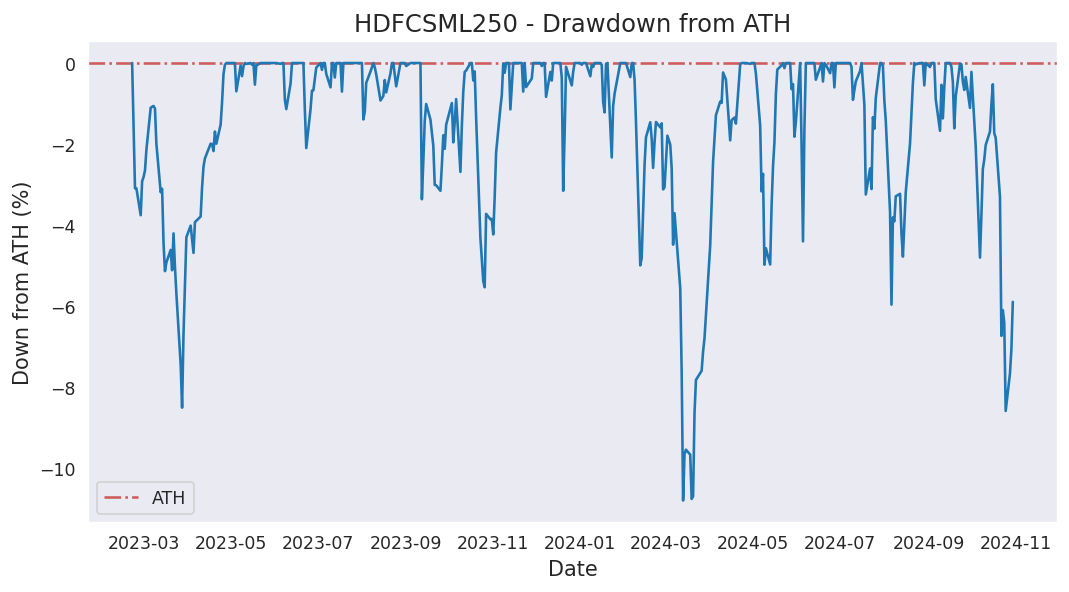 HDFCSML250 - Drawdown from ATH
Down from ATH (%)
0
−2
−4
−6
−8
−10
ATH
2023-03 2023-05 2023-07 2023-09 2023-11 2024-01 2024-03 2024-05 2024-07 2024-09 2024-11
Date